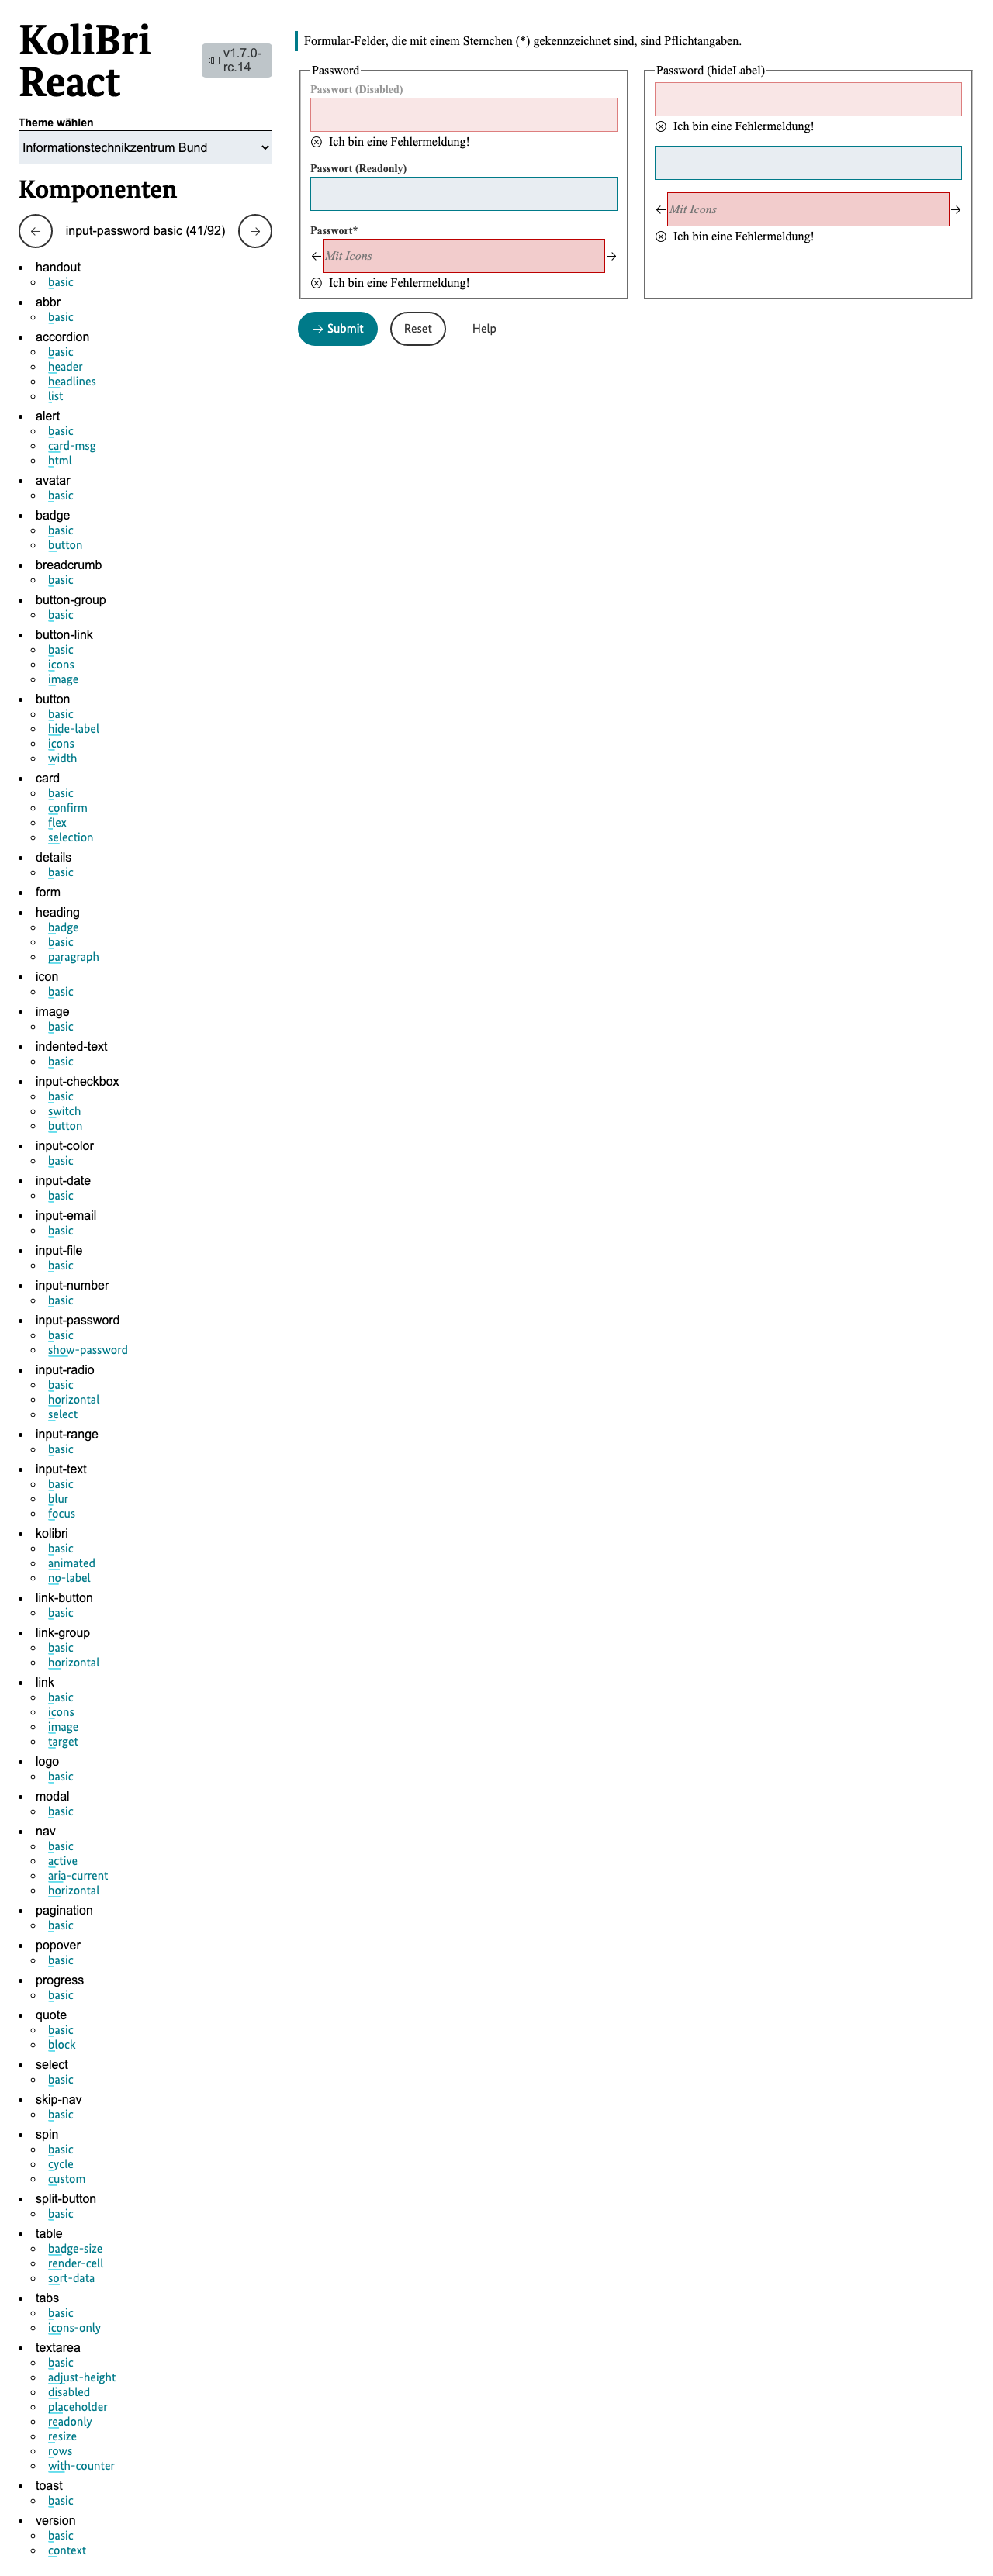 KoliBri
React
v1.7.0-
rc.14
Theme wählen
Informationstechnikzentrum Bund
Komponenten
input-password basic (41/92)
handout
basic
abbr
basic
accordion
basic
header
headlines
list
alert
basic
card-msg
html
avatar
basic
badge
basic
button
breadcrumb
basic
button-group
basic
button-link
basic
icons
image
button
basic
hide-label
icons
width
card
basic
confirm
flex
selection
details
basic
form
heading
badge
basic
paragraph
icon
basic
image
basic
indented-text
basic
input-checkbox
basic
switch
button
input-color
basic
input-date
basic
input-email
basic
input-file
basic
input-number
basic
input-password
basic
show-password
input-radio
basic
horizontal
select
input-range
basic
input-text
basic
blur
focus
kolibri
basic
animated
no-label
link-button
basic
link-group
basic
horizontal
link
basic
icons
image
target
logo
basic
modal
basic
nav
basic
active
aria-current
horizontal
pagination
basic
popover
basic
progress
basic
quote
basic
block
select
basic
skip-nav
basic
spin
basic
cycle
custom
split-button
basic
table
badge-size
render-cell
sort-data
tabs
basic
icons-only
textarea
basic
adjust-height
disabled
placeholder
readonly
resize
rows
with-counter
toast
basic
version
basic
context
Formular-Felder, die mit einem Sternchen (*) gekennzeichnet sind, sind Pflichtangaben.
Password
Passwort (Disabled)
Ich bin eine Fehlermeldung!
Passwort (Readonly)
Passwort*
Mit Icons
Ich bin eine Fehlermeldung!
Password (hideLabel)
Ich bin eine Fehlermeldung!
Mit Icons
Ich bin eine Fehlermeldung!
Submit
Reset
Help